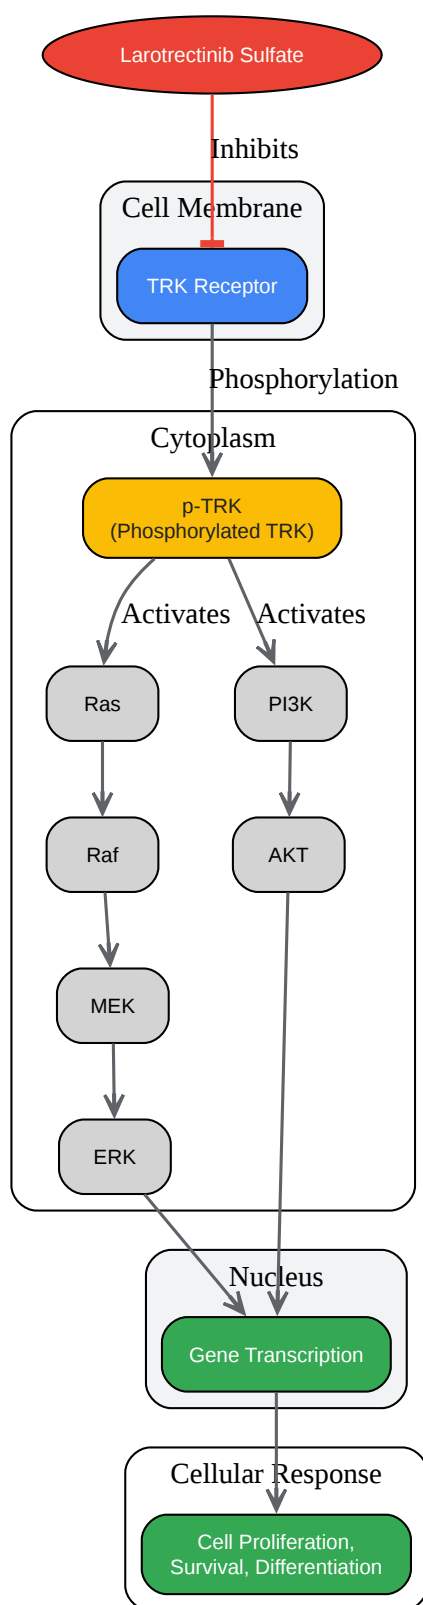 Larotrectinib Sulfate
Inhibits
Cell Membrane
TRK Receptor
Phosphorylation
Cytoplasm
p-TRK
(Phosphorylated TRK)
Activates
Activates
Ras
PI3K
Raf
AKT
MEK
ERK
Nucleus
Gene Transcription
Cellular Response
Cell Proliferation,
Survival, Differentiation